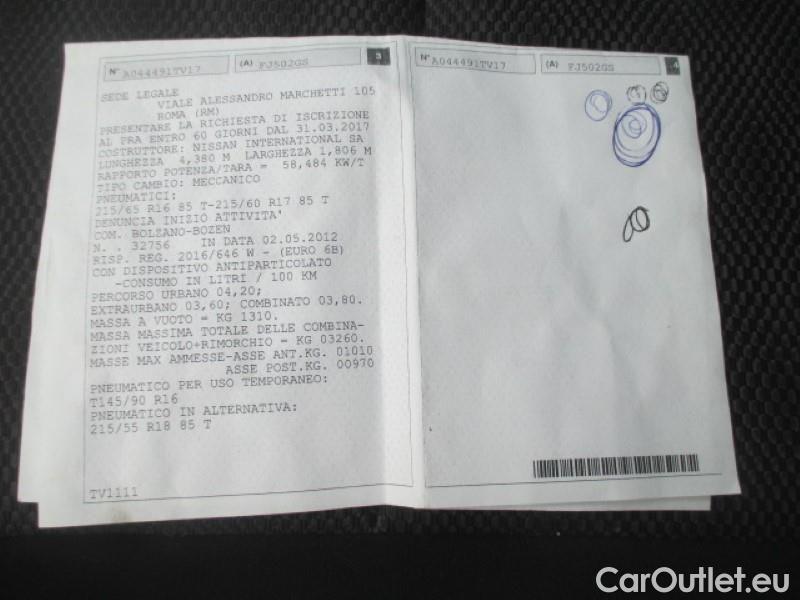 N° A044491TV17 (A) FJ502GS 3
SEDE LEGALE
VIALE ALESSANDRO MARCHETTI 105
ROMA (RM)
PRESENTARE LA RICHIESTA DI ISCRIZIONE
AL PRA ENTRO 60 GIORNI DAL 31.03.2017
COSTRUTTORE: NISSAN INTERNATIONAL SA
LUNGHEZZA 4,380 M LARGHEZZA 1,806 M
RAPPORTO POTENZA/TARA = 58,484 KW/T
TIPO CAMBIO: MECCANICO
PNEUMATICI:
215/65 R16 85 T-215/60 R17 85 T
DENUNCIA INIZIO ATTIVITA'
COM. BOLZANO-BOZEN
N. . 32756 IN DATA 02.05.2012
RISP. REG. 2016/646 W - (EURO 6B)
CON DISPOSITIVO ANTIPARTICOLATO
-CONSUMO IN LITRI / 100 KM
PERCORSO URBANO 04,20;
EXTRAURBANO 03,60; COMBINATO 03,80.
MASSA A VUOTO = KG 1310.
MASSA MASSIMA TOTALE DELLE COMBINA-
ZIONI VEICOLO+RIMORCHIO = KG 03260.
MASSE MAX AMMESSE-ASSE ANT.KG. 01010
ASSE POST.KG. 00970
PNEUMATICO PER USO TEMPORANEO:
T145/90 R16
PNEUMATICO IN ALTERNATIVA:
215/55 R18 85 T
TV1111
N° A044491TV17 (A) FJ502GS 4
CarOutlet.eu